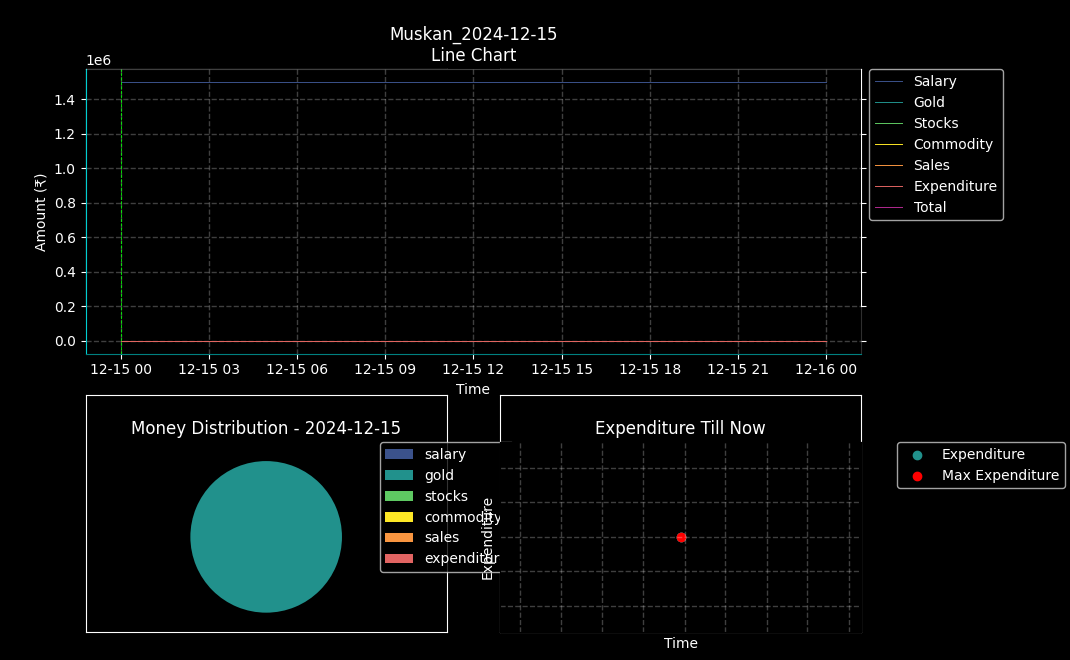 Muskan_2024-12-15
Line Chart
1e6
1.4
1.2
1.0
0.8
0.6
0.4
0.2
0.0
Amount (₹)
12-15 00 12-15 03 12-15 06 12-15 09 12-15 12 12-15 15 12-15 18 12-15 21 12-16 00
Time
Salary
Gold
Stocks
Commodity
Sales
Expenditure
Total
Money Distribution - 2024-12-15
salary
gold
stocks
commodity
sales
Expenditure Till Now
Expenditure
Time
Expenditure
Max Expenditure